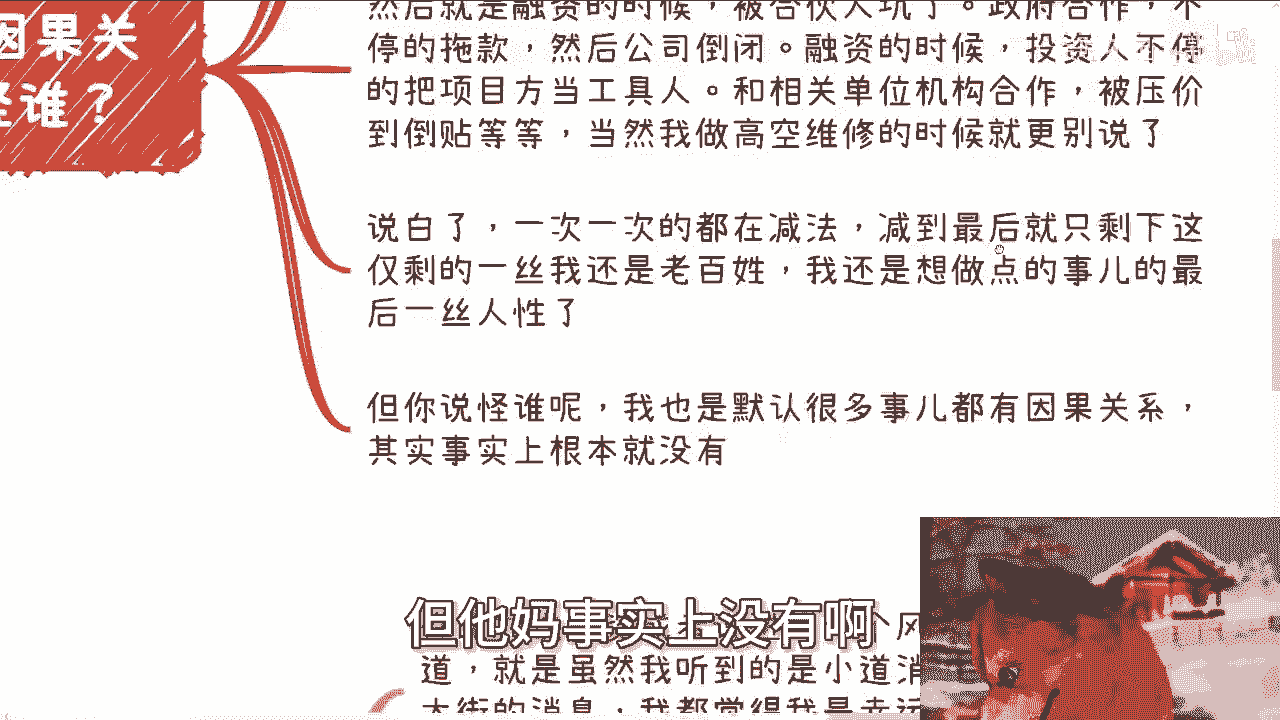 然后就是融资的时候，被合伙人坑了。政府合作，不
停的拖款，然后公司倒闭。融资的时候，投资人不停
的把项目方当工具人。和相关单位机构合作，被压价
到倒贴等等，当然我做高空维修的时候就更别说了
因果关
怪谁？
说白了，一次一次的都在减法，减到最后就只剩下这
仅剩的一丝我还是老百姓，我还是想做点的事儿的最
后一丝人性了
但你说怪谁呢，我也是默认很多事儿都有因果关系，
其实事实上根本就没有
但他妈事实上没有啊
道，就是虽然我听到的是小道消
大街的消息，我都觉得我是幸运